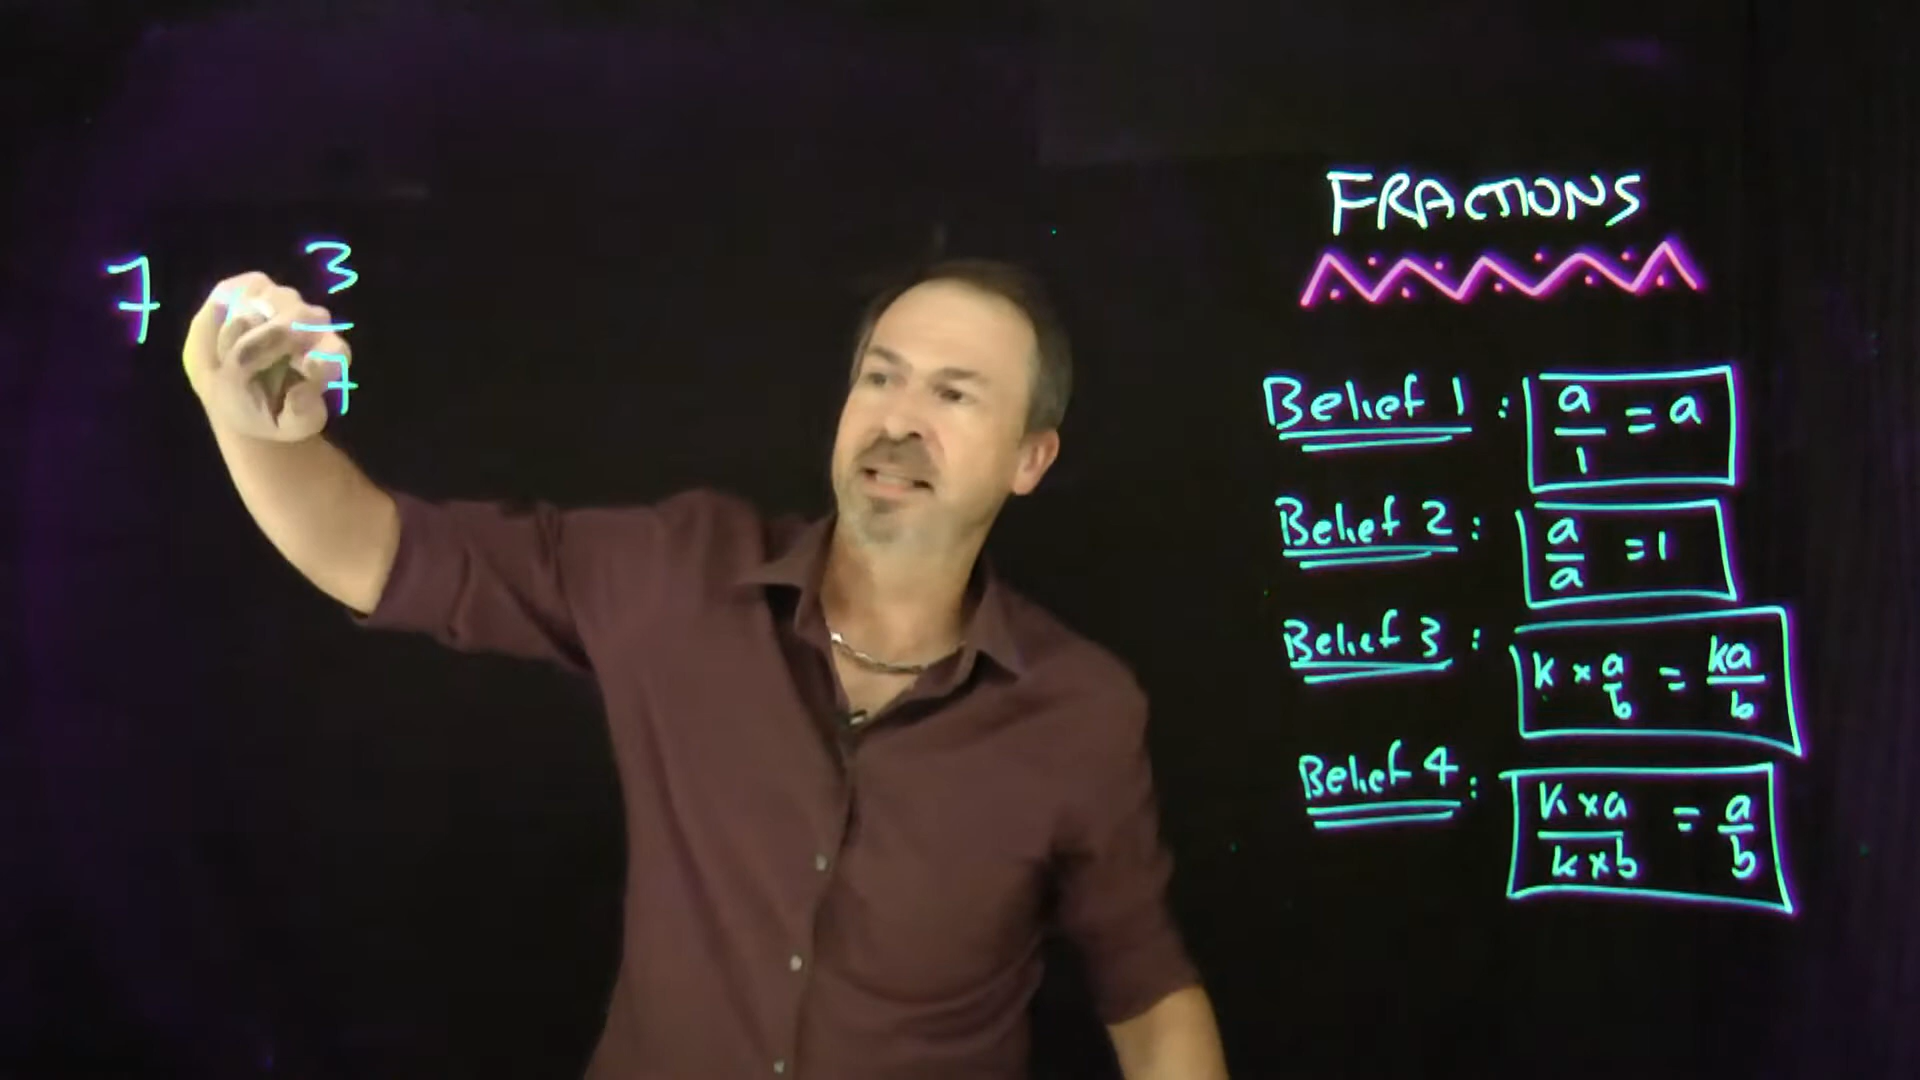 7 × 3/7
FRACTIONS
Belief 1 : a/1 = a
Belief 2 : a/a = 1
Belief 3 : k × a/b = ka/b
Belief 4 : k × a/k × b = a/b